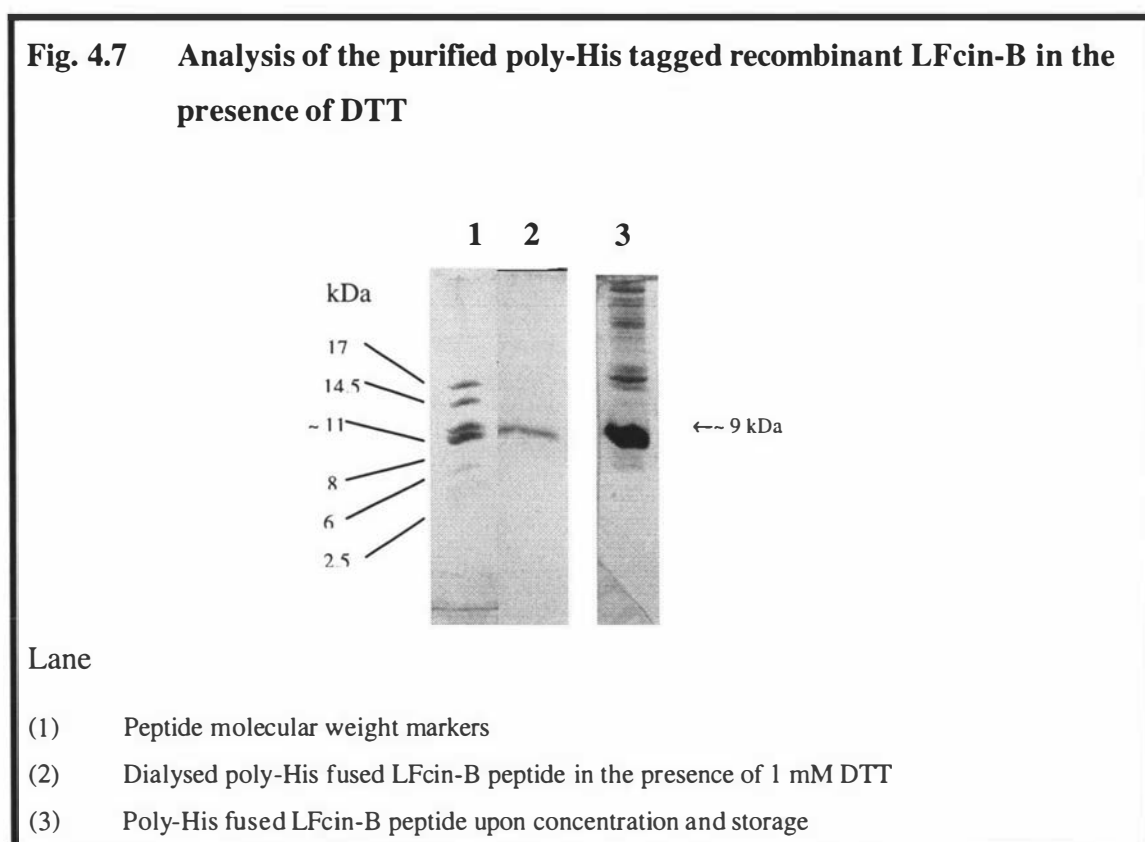 Fig. 4.7 Analysis of the purified poly-His tagged recombinant LFcin-B in the
presence of DTT
1 2 3
kDa
17
14.5
~ 11
←~ 9 kDa
8
6
2.5
Lane
(1) Peptide molecular weight markers
(2) Dialysed poly-His fused LFcin-B peptide in the presence of 1 mM DTT
(3) Poly-His fused LFcin-B peptide upon concentration and storage